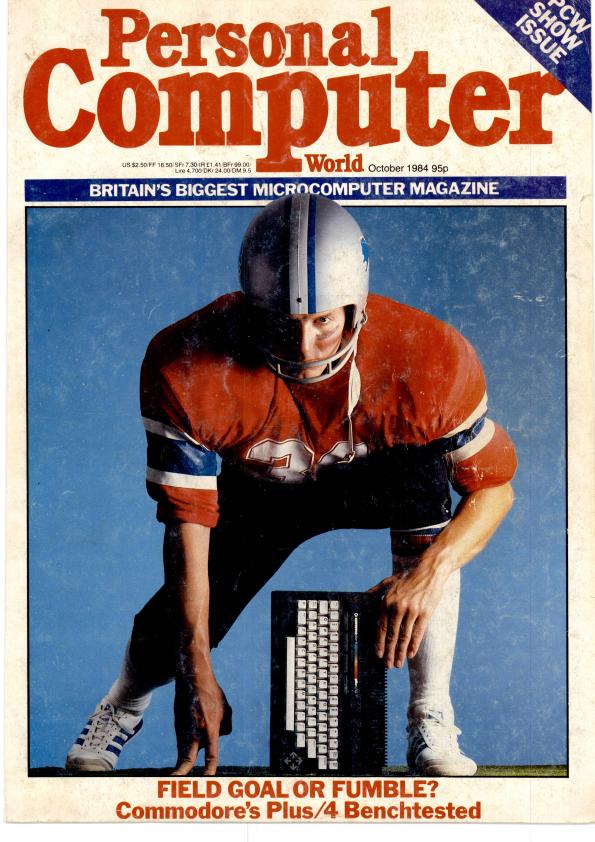 PCW
SHOW
ISSUE
Personal
Computer
World
US $2.50/FF 18.50/SFr 7.30/IR £1.41/BFr 99.00/
Lire 4,700/DKr 24.00/DM 9.5
October 1984 95p
BRITAIN'S BIGGEST MICROCOMPUTER MAGAZINE
FIELD GOAL OR FUMBLE?
Commodore's Plus/4 Benchtested